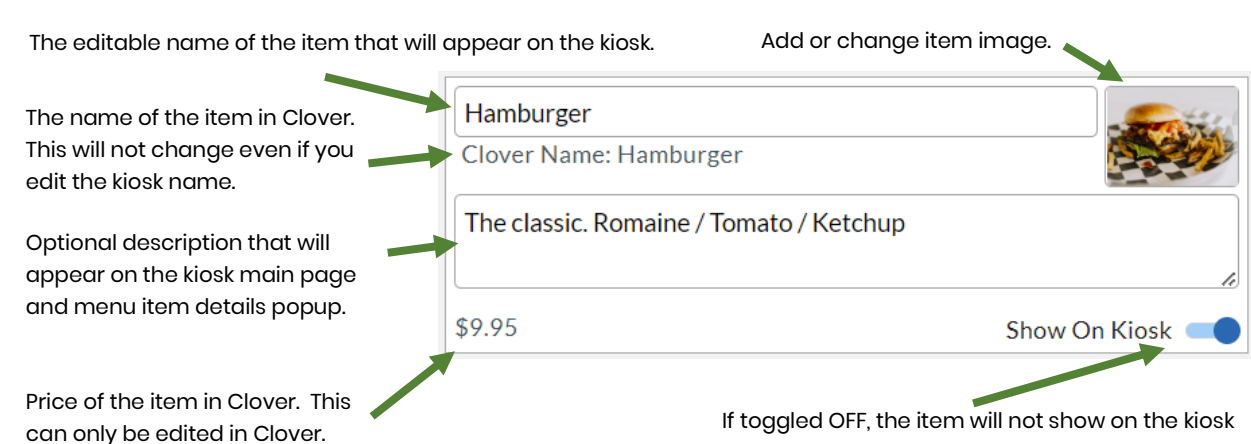 The editable name of the item that will appear on the kiosk.
Add or change item image.
Hamburger
The name of the item in Clover.
This will not change even if you
edit the kiosk name.
Clover Name: Hamburger
The classic. Romaine / Tomato / Ketchup
Optional description that will
appear on the kiosk main page
and menu item details popup.
$9.95
Show On Kiosk
Price of the item in Clover.  This
can only be edited in Clover.
If toggled OFF, the item will not show on the kiosk